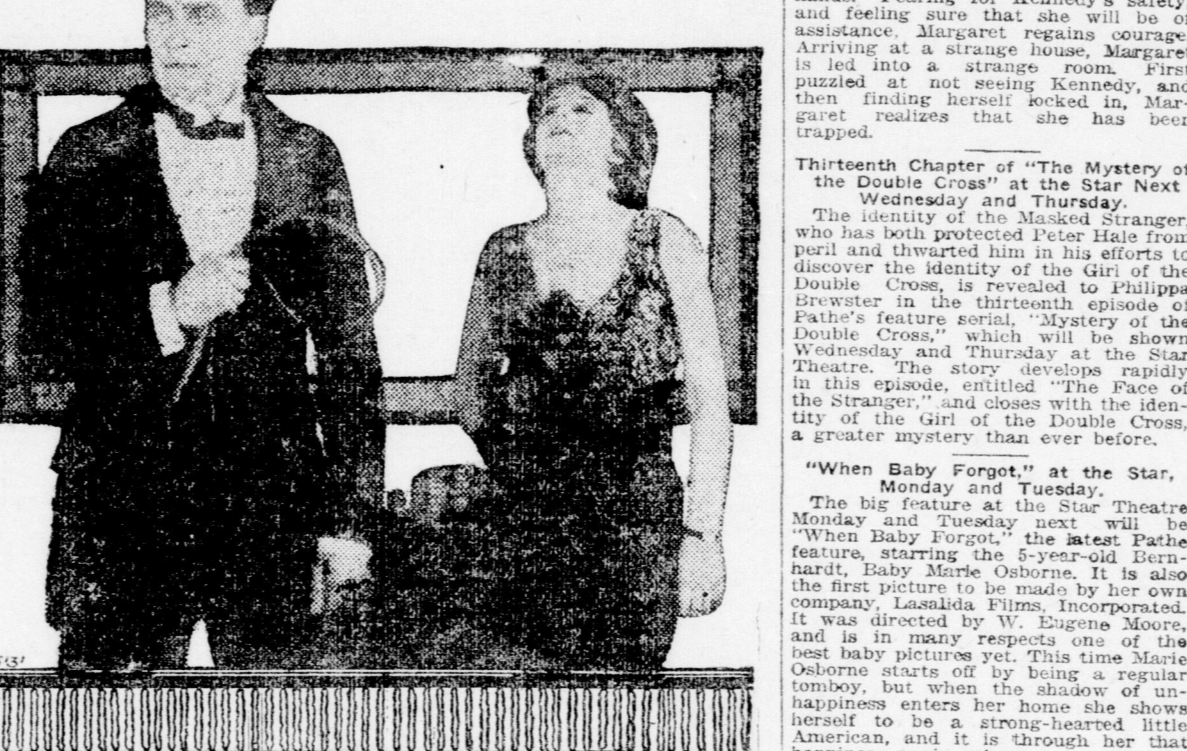 and feeling sure that she will be of
assistance, Margaret regains courage.
Arriving at a strange house, Margaret
is led into a strange room. First
puzzled at not seeing Kennedy, and
then finding herself locked in, Mar-
garet realizes that she has been
trapped.
Thirteenth Chapter of "The Mystery of
the Double Cross" at the Star Next
Wednesday and Thursday.
The identity of the Masked Stranger,
who has both protected Peter Hale from
peril and thwarted him in his efforts to
discover the identity of the Girl of the
Double Cross, is revealed to Philippa
Brewster in the thirteenth episode of
Pathe's feature serial, "Mystery of the
Double Cross," which will be shown
Wednesday and Thursday at the Star
Theatre. The story develops rapidly
in this episode, entitled "The Face of
the Stranger," and closes with the iden-
tity of the Girl of the Double Cross,
a greater mystery than ever before.
"When Baby Forgot," at the Star,
Monday and Tuesday.
The big feature at the Star Theatre
Monday and Tuesday next will be
"When Baby Forgot," the latest Pathe
feature, starring the 5-year-old Bern-
hardt, Baby Marie Osborne. It is also
the first picture to be made by her own
company, Lasalida Films, Incorporated.
It was directed by W. Eugene Moore,
and is in many respects one of the
best baby pictures yet. This time Marie
Osborne starts off by being a regular
tomboy, but when the shadow of un-
happiness enters her home she shows
herself to be a strong-hearted little
American, and it is through her that